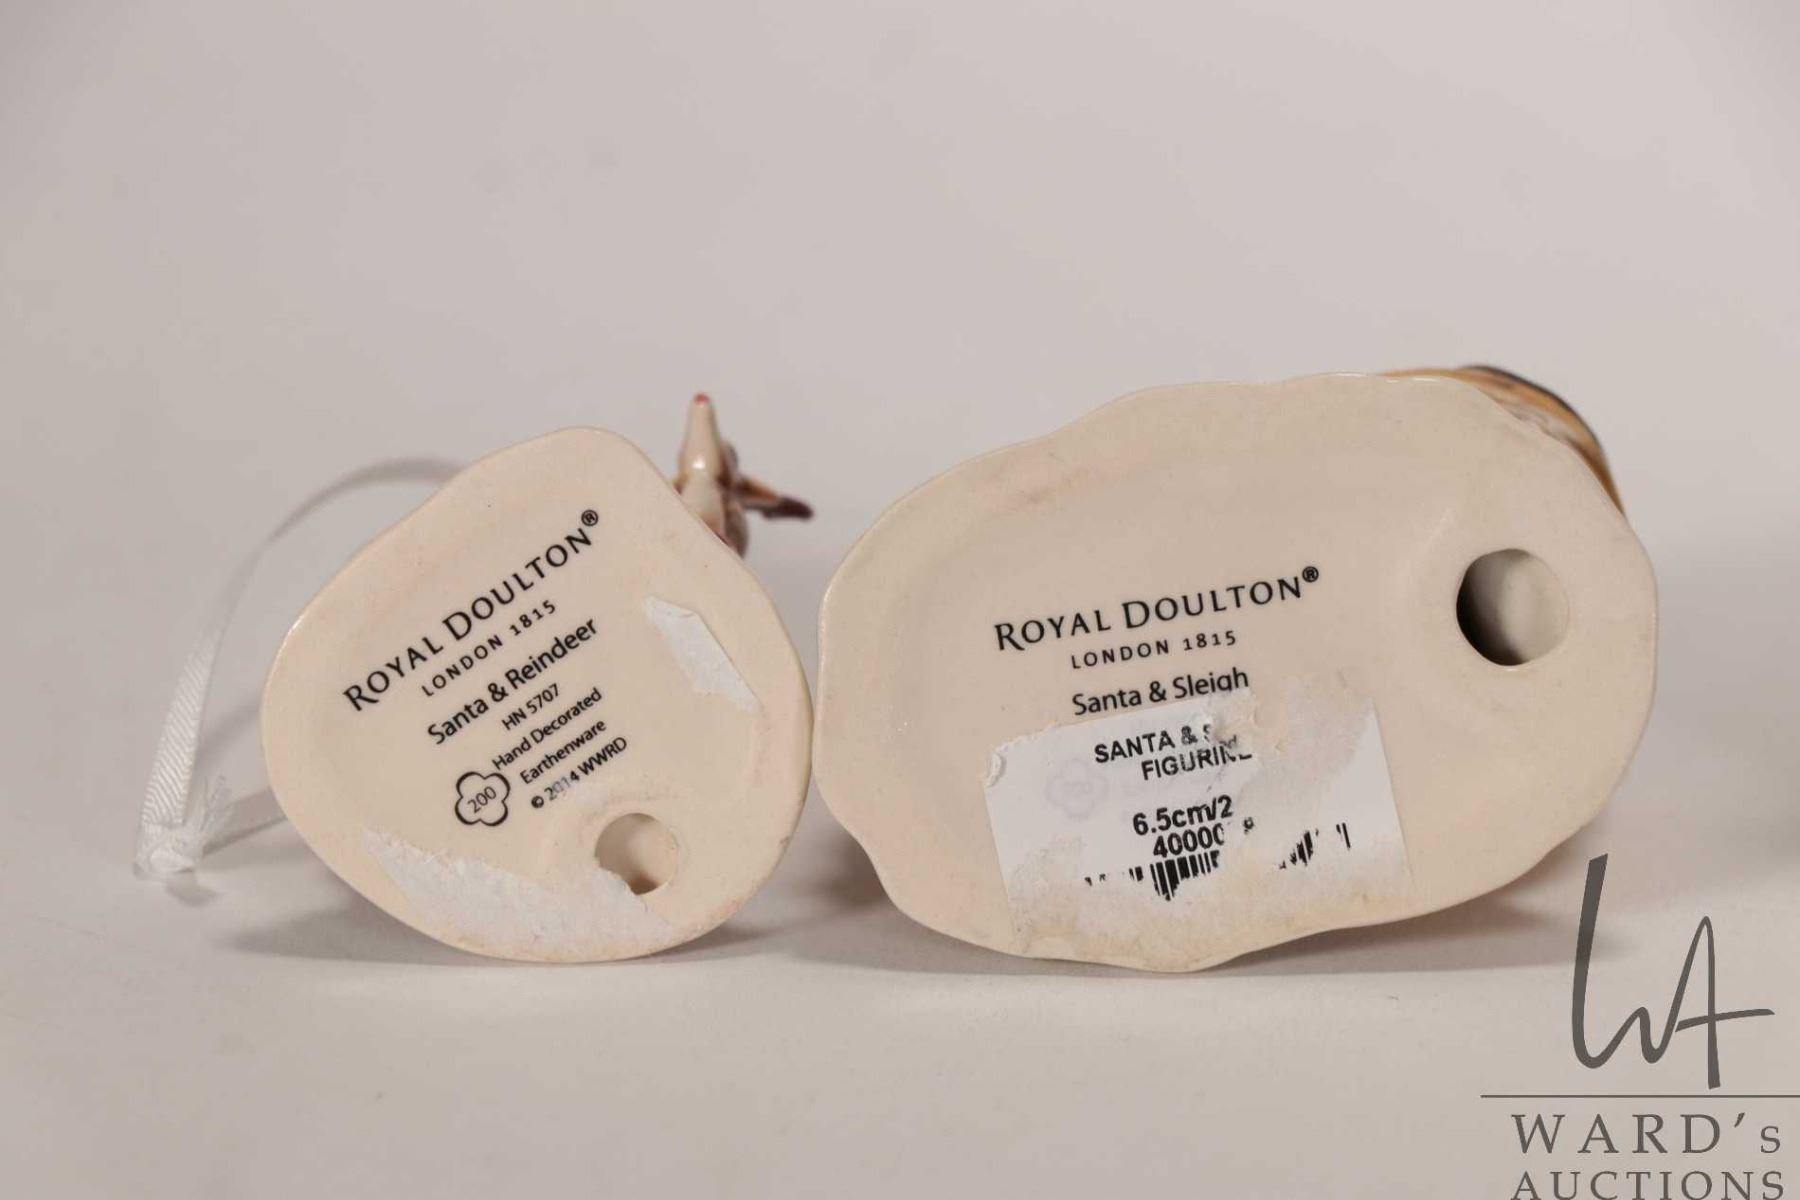 ROYAL DOULTON®
LONDON 1815
Santa & Reindeer
HN 5707
Hand Decorated
Earthenware
© 2014 WWRD
200
ROYAL DOULTON®
LONDON 1815
Santa & Sleigh
SANTA &
FIGURINE
6.5cm/2
40000
WARD's
AUCTIONS